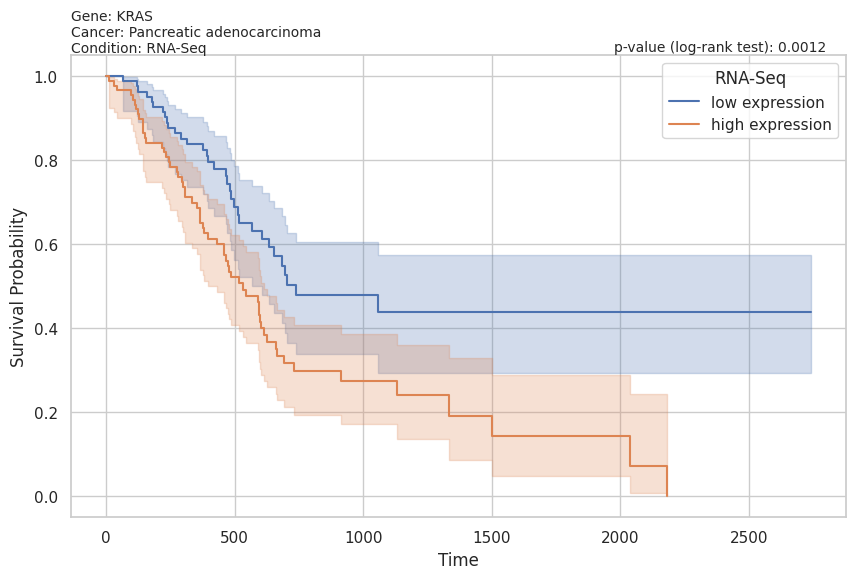 Gene: KRAS
Cancer: Pancreatic adenocarcinoma
Condition: RNA-Seq
p-value (log-rank test): 0.0012
RNA-Seq
low expression
high expression
Survival Probability
1.0
0.8
0.6
0.4
0.2
0.0
0
500
1000
1500
2000
2500
Time